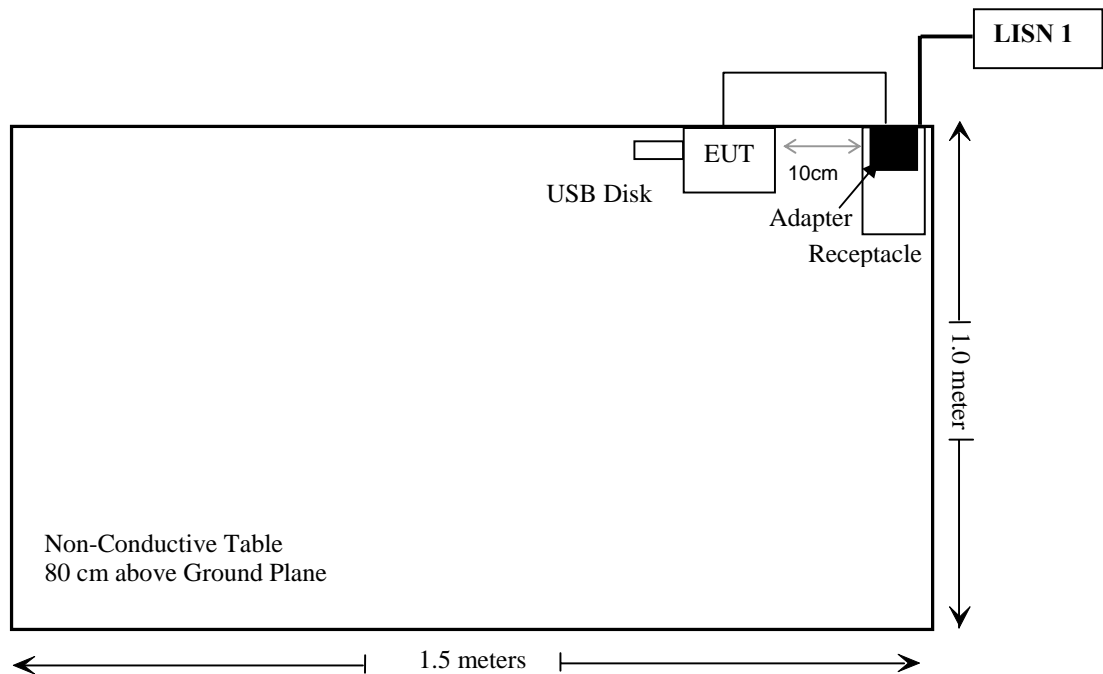 LISN 1
EUT
10cm
USB Disk
Adapter
Receptacle
1.0 meter
Non-Conductive Table
80 cm above Ground Plane
1.5 meters